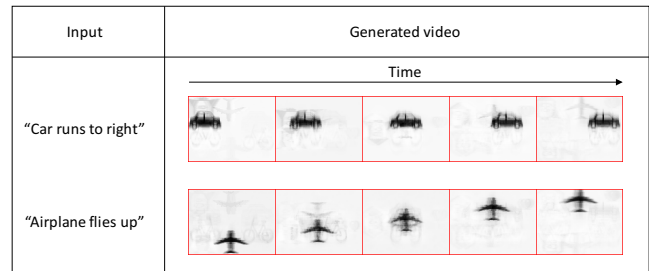 Input
Generated video
Time
“Car runs to right”
“Airplane flies up”